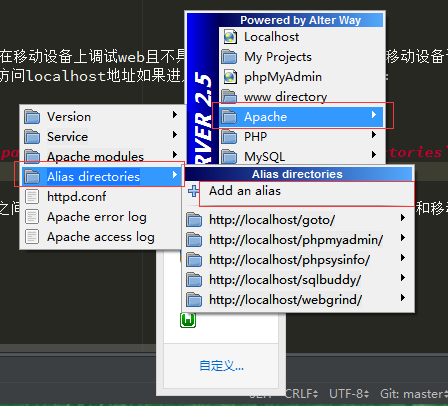 Powered by Alter Way
Localhost
My Projects
phpMyAdmin
www directory
Apache
PHP
MySQL
RVER 2.5
在移动设备上调试web且不具
移动设备
访问localhost地址如果进
Version
Service
Apache modules
Alias directories
httpd.conf
Apache error log
Apache access log
Alias directories
Add an alias
http://localhost/goto/
http://localhost/phpmyadmin/
http://localhost/phpsysinfo/
http://localhost/sqlbuddy/
http://localhost/webgrind/
之间
和移
自定义...
CRLF
UTF-8
Git: master